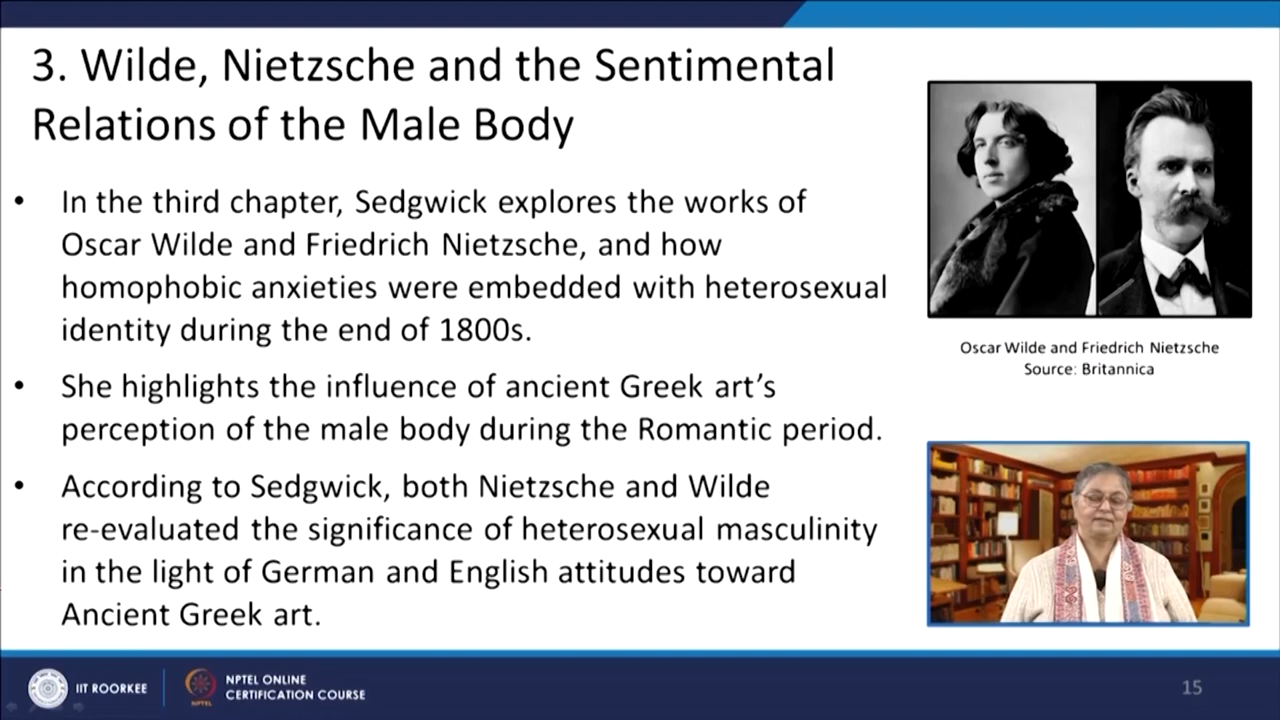 3. Wilde, Nietzsche and the Sentimental
Relations of the Male Body
• In the third chapter, Sedgwick explores the works of
Oscar Wilde and Friedrich Nietzsche, and how
homophobic anxieties were embedded with heterosexual
identity during the end of 1800s.
• She highlights the influence of ancient Greek art’s
perception of the male body during the Romantic period.
• According to Sedgwick, both Nietzsche and Wilde
re-evaluated the significance of heterosexual masculinity
in the light of German and English attitudes toward
Ancient Greek art.
Oscar Wilde and Friedrich Nietzsche
Source: Britannica
IIT ROORKEE
NPTEL
NPTEL ONLINE
CERTIFICATION COURSE
15